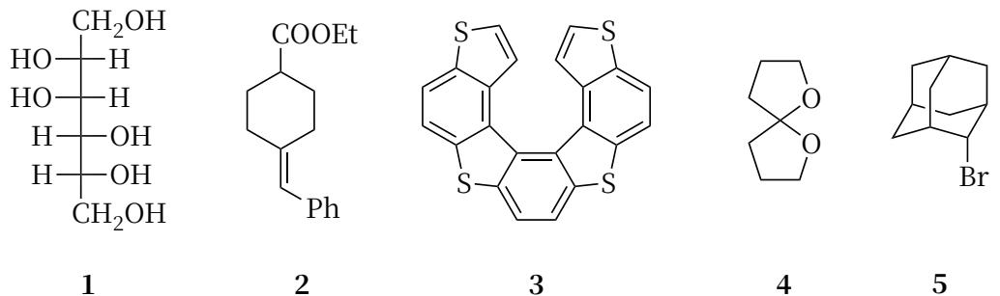 CH2OH
HO H
HO H
H OH
H OH
CH2OH
1
COOEt
Ph
2
S S
S S
3
O
O
4
Br
5